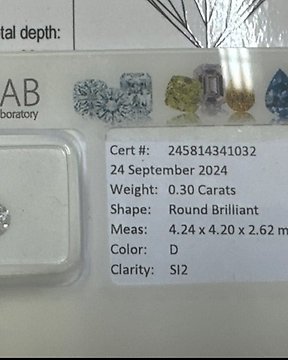 tal depth:
AB
boratory
Cert #: 245814341032
24 September 2024
Weight: 0.30 Carats
Shape: Round Brilliant
Meas: 4.24 x 4.20 x 2.62 m
Color: D
Clarity: SI2